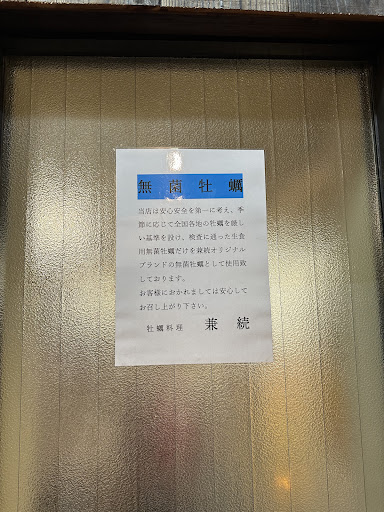 無菌牡蠣
当店は安心安全を第一に考え、季
節に応じて全国各地の牡蠣を厳し
い基準を設け、検査に通った生食
用無菌牡蠣だけを兼続オリジナル
ブランドの無菌牡蠣として使用致
しております。
お客様におかれましては安心して
お召し上がり下さい。
牡蠣料理 兼続